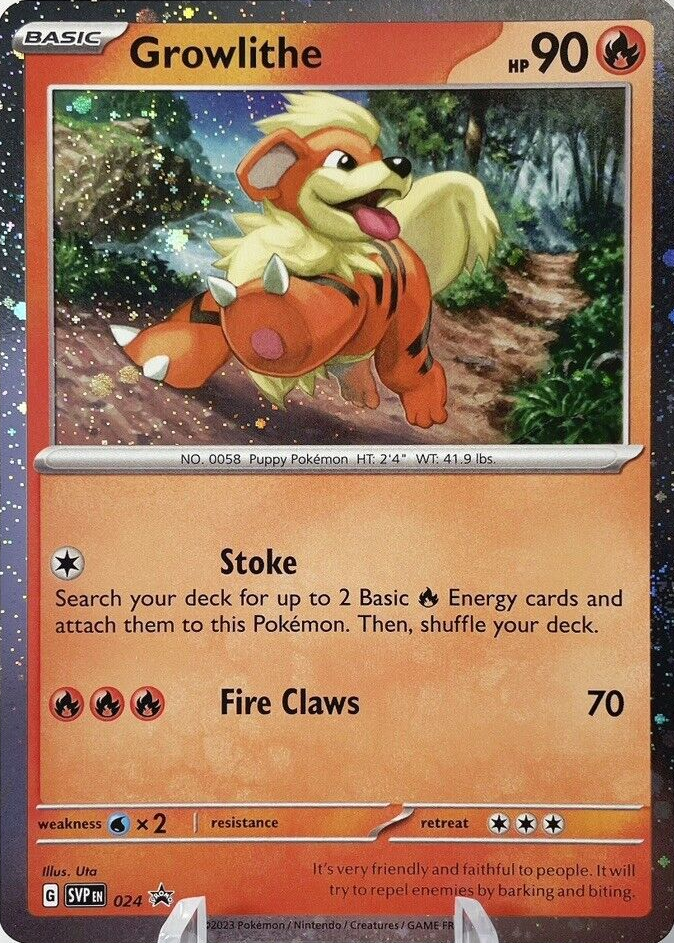 BASIC
Growlithe
HP 90
NO. 0058 Puppy Pokémon HT: 2'4" WT: 41.9 lbs.
Stoke
Search your deck for up to 2 Basic Energy cards and
attach them to this Pokémon. Then, shuffle your deck.
Fire Claws 70
weakness ×2 resistance retreat
Illus. Uta
It's very friendly and faithful to people. It will
try to repel enemies by barking and biting.
G SVP EN 024 PROMO
2023 Pokémon / Nintendo / Creatures / GAME FR